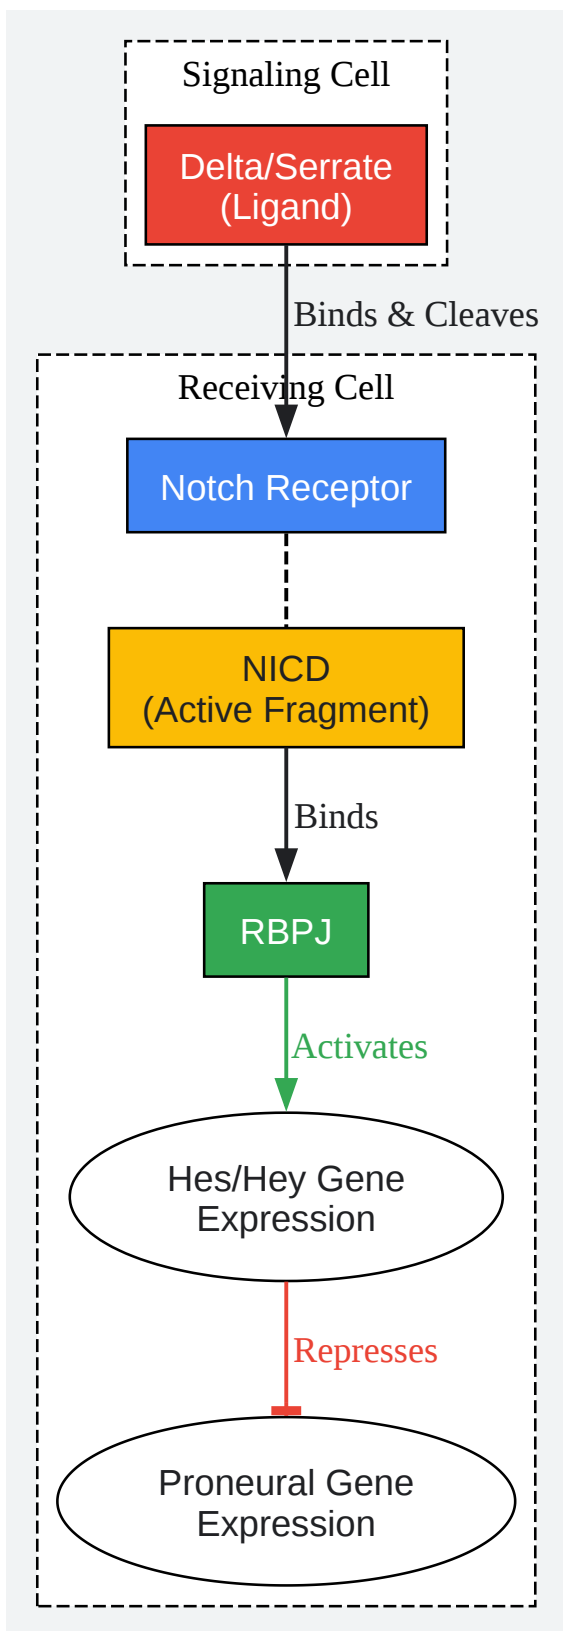 Signaling Cell
Delta/Serrate
(Ligand)
Binds & Cleaves
Receiving Cell
Notch Receptor
NICD
(Active Fragment)
Binds
RBPJ
Activates
Hes/Hey Gene
Expression
Represses
Proneural Gene
Expression